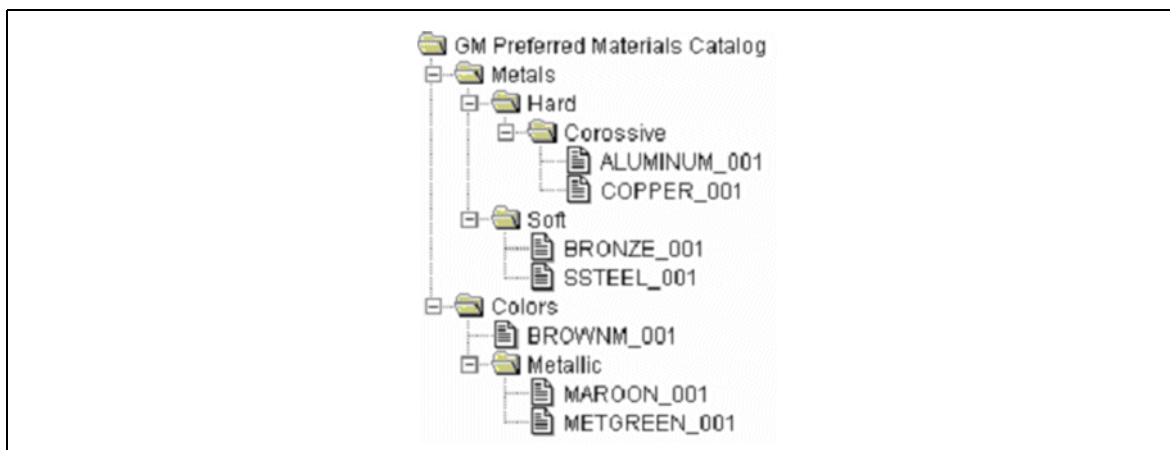 GM Preferred Materials Catalog
Metals
Hard
Corossive
ALUMINUM_001
COPPER_001
Soft
BRONZE_001
SSTEEL_001
Colors
BROWNM_001
Metallic
MAROON_001
METGREEN_001